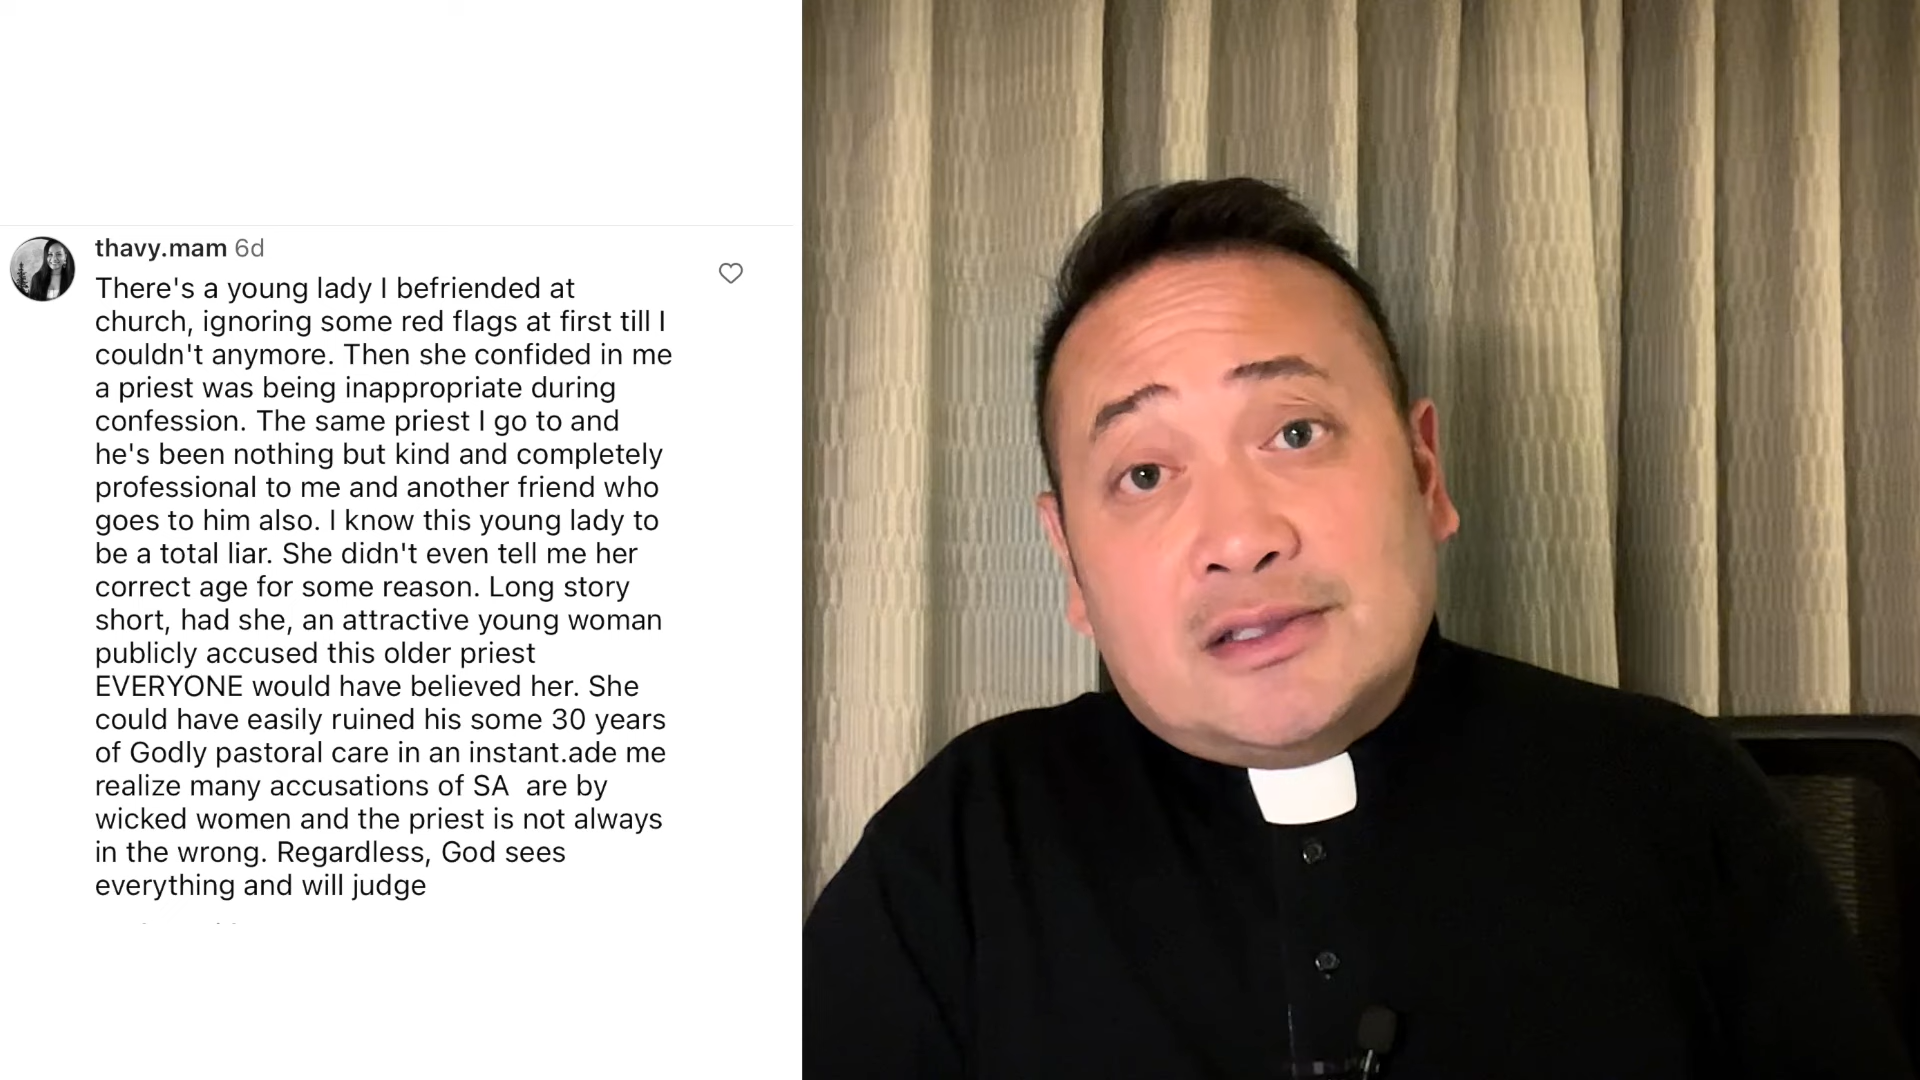 thavy.mam 6d
There's a young lady I befriended at
church, ignoring some red flags at first till I
couldn't anymore. Then she confided in me
a priest was being inappropriate during
confession. The same priest I go to and
he's been nothing but kind and completely
professional to me and another friend who
goes to him also. I know this young lady to
be a total liar. She didn't even tell me her
correct age for some reason. Long story
short, had she, an attractive young woman
publicly accused this older priest
EVERYONE would have believed her. She
could have easily ruined his some 30 years
of Godly pastoral care in an instant.ade me
realize many accusations of SA  are by
wicked women and the priest is not always
in the wrong. Regardless, God sees
everything and will judge